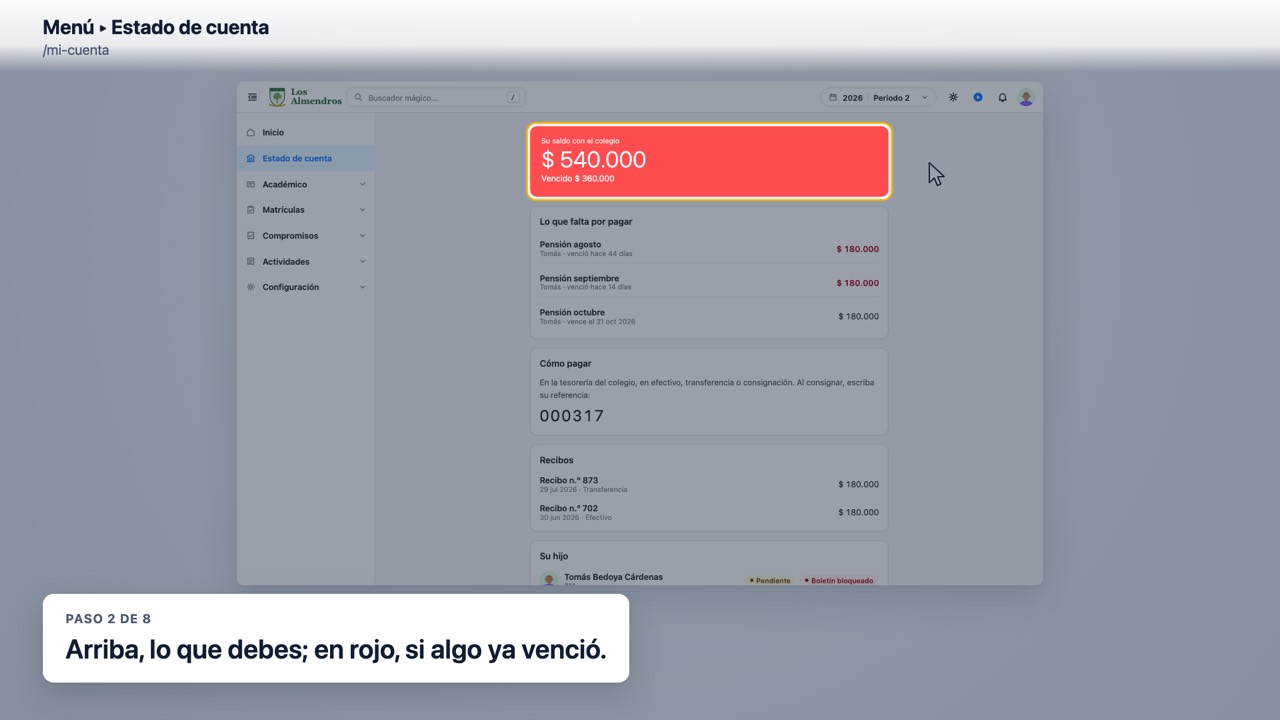 Menú ▸ Estado de cuenta
/mi-cuenta
Los Almendros
Buscador mágico...
/
2026
Periodo 2
Inicio
Estado de cuenta
Académico
Matrículas
Compromisos
Actividades
Configuración
Su saldo con el colegio
$ 540.000
Vencido $ 360.000
Lo que falta por pagar
Pensión agosto
Tomás · venció hace 44 días
$ 180.000
Pensión septiembre
Tomás · venció hace 14 días
$ 180.000
Pensión octubre
Tomás · vence el 31 oct 2026
$ 180.000
Cómo pagar
En la tesorería del colegio, en efectivo, transferencia o consignación. Al consignar, escriba
su referencia:
000317
Recibos
Recibo n.º 873
29 jul 2026 · Transferencia
$ 180.000
Recibo n.º 702
30 jun 2026 · Efectivo
$ 180.000
Su hijo
Tomás Bedoya Cárdenas
Pendiente
Boletín bloqueado
PASO 2 DE 8
Arriba, lo que debes; en rojo, si algo ya venció.